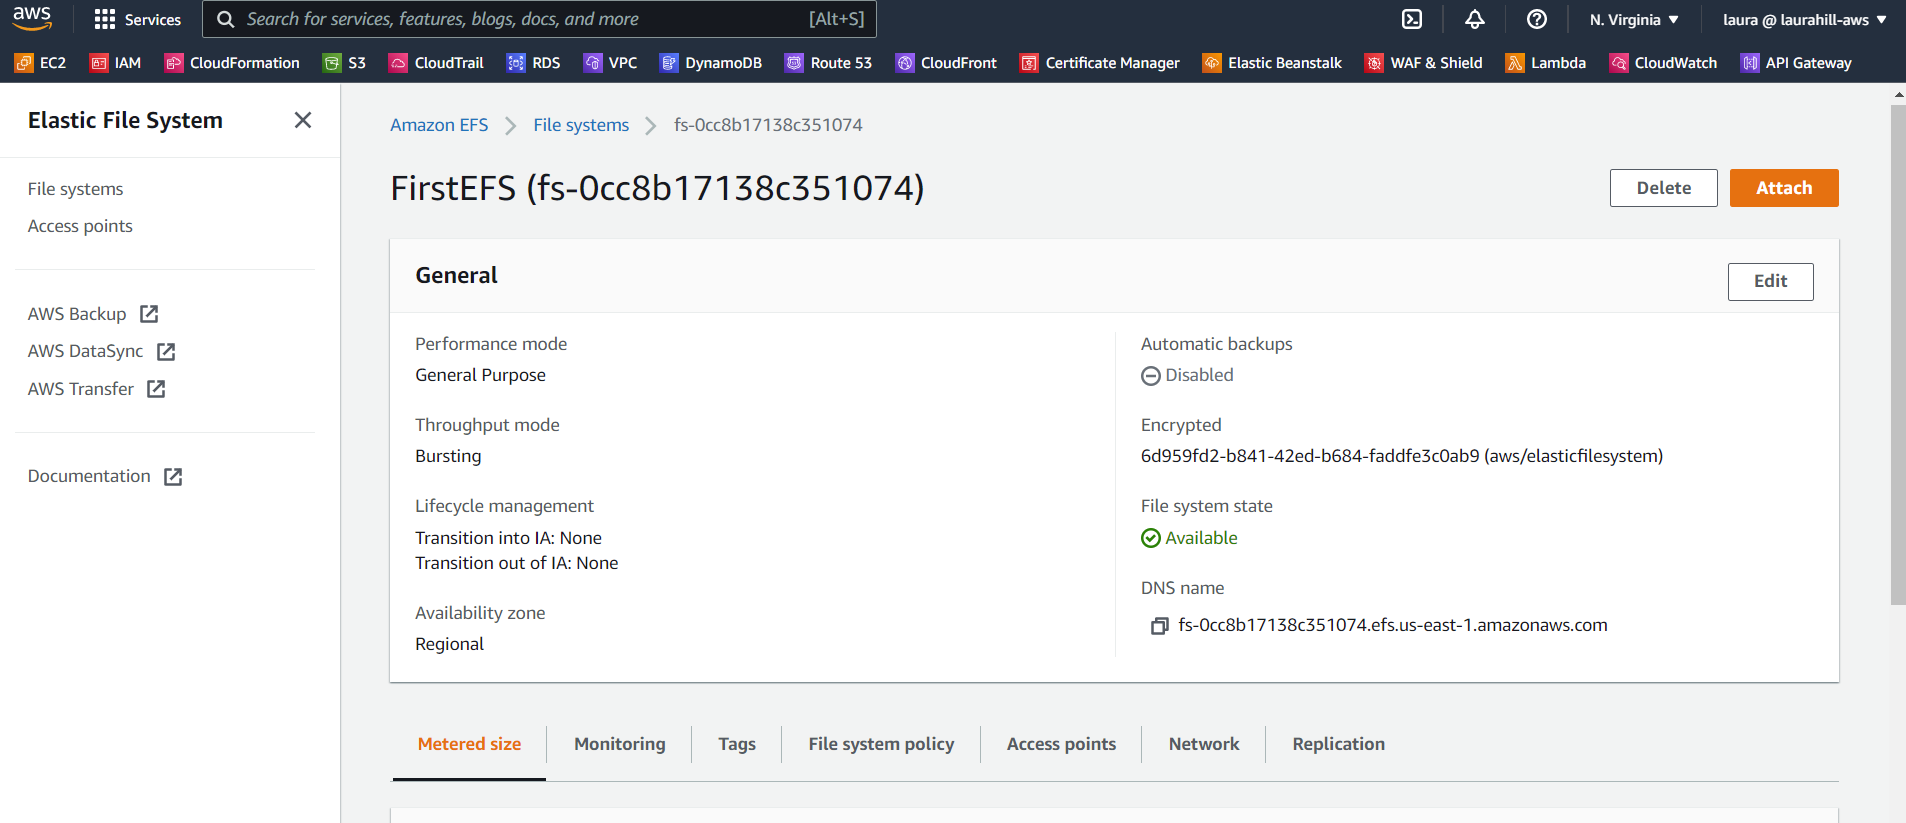 aws
Services
Search for services, features, blogs, docs, and more [Alt+S]
N. Virginia
laura @ laurahill-aws
EC2 IAM CloudFormation S3 CloudTrail RDS VPC DynamoDB Route 53 CloudFront Certificate Manager Elastic Beanstalk WAF & Shield Lambda CloudWatch API Gateway
Elastic File System
File systems
Access points
AWS Backup
AWS DataSync
AWS Transfer
Documentation
Amazon EFS File systems fs-0cc8b17138c351074
FirstEFS (fs-0cc8b17138c351074)
Delete
Attach
General
Edit
Performance mode
General Purpose
Throughput mode
Bursting
Lifecycle management
Transition into IA: None
Transition out of IA: None
Availability zone
Regional
Automatic backups
Disabled
Encrypted
6d959fd2-b841-42ed-b684-faddfe3c0ab9 (aws/elasticfilesystem)
File system state
Available
DNS name
fs-0cc8b17138c351074.efs.us-east-1.amazonaws.com
Metered size Monitoring Tags File system policy Access points Network Replication